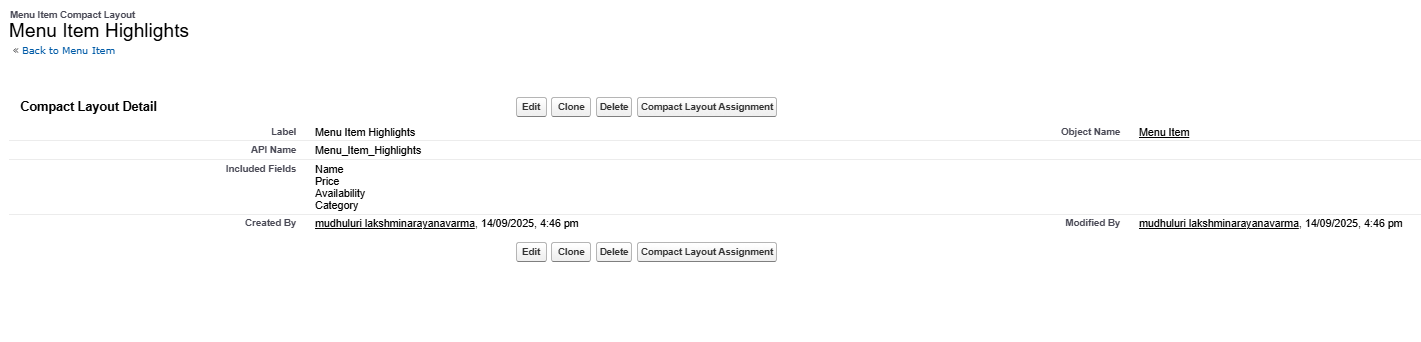 Menu Item Compact Layout
Menu Item Highlights
« Back to Menu Item
Compact Layout Detail Edit Clone Delete Compact Layout Assignment
Label Menu Item Highlights Object Name Menu Item
API Name Menu_Item_Highlights
Included Fields Name
Price
Availability
Category
Created By mudhuluri lakshminarayanavarma, 14/09/2025, 4:46 pm Modified By mudhuluri lakshminarayanavarma, 14/09/2025, 4:46 pm
Edit Clone Delete Compact Layout Assignment